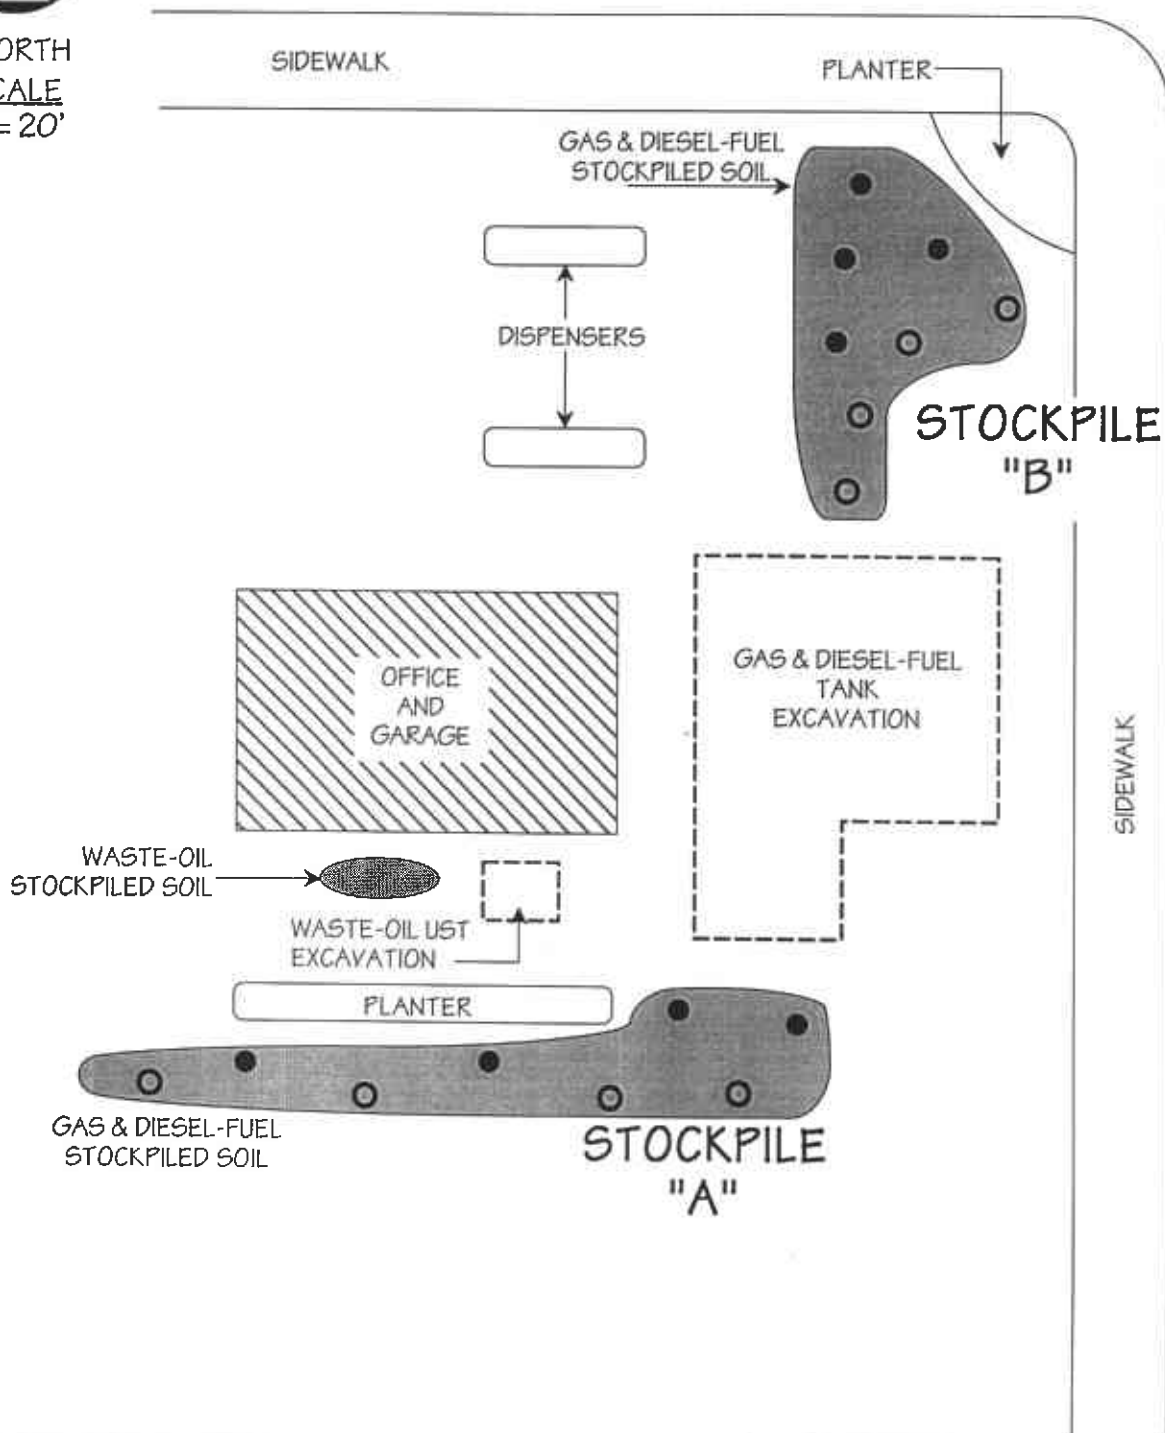 ORTH
CALE
= 20'
SIDEWALK
PLANTER
GAS & DIESEL-FUEL
STOCKPILED SOIL
DISPENSERS
STOCKPILE
"B"
OFFICE
AND
GARAGE
GAS & DIESEL-FUEL
TANK
EXCAVATION
SIDEWALK
WASTE-OIL
STOCKPILED SOIL
WASTE-OIL UST
EXCAVATION
PLANTER
GAS & DIESEL-FUEL
STOCKPILED SOIL
STOCKPILE
"A"